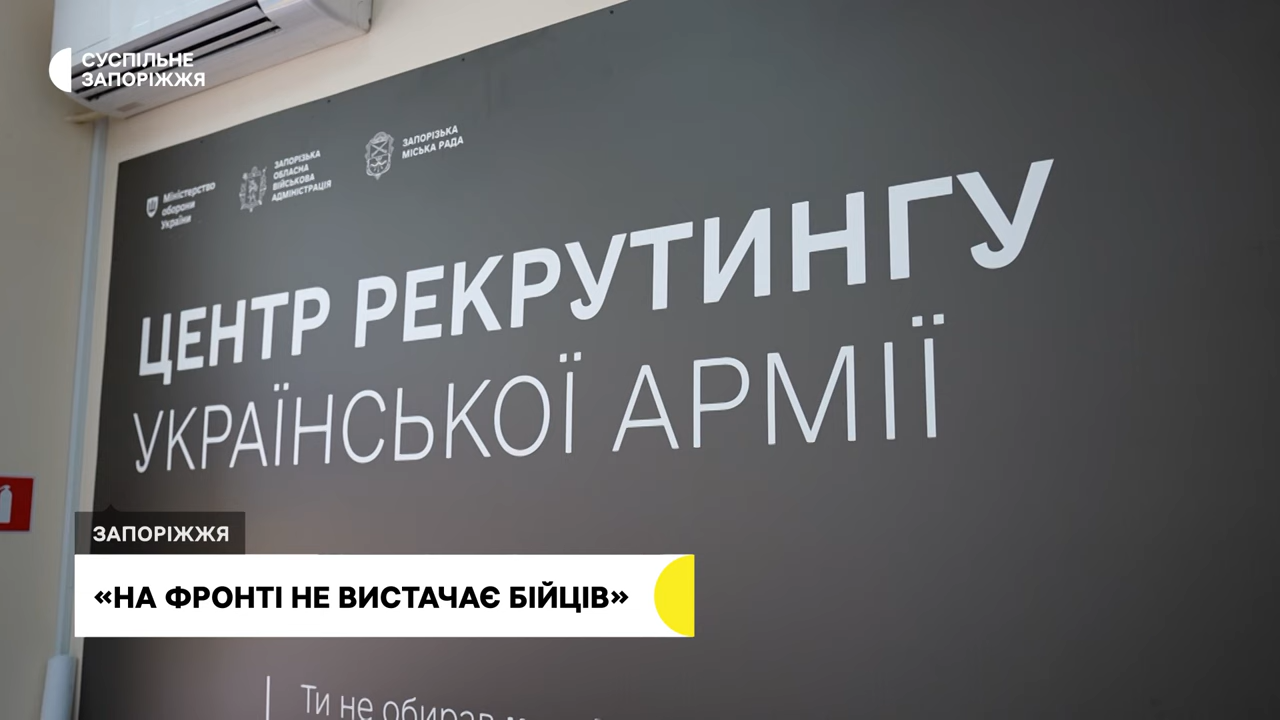 СУСПІЛЬНЕ
ЗАПОРІЖЖЯ
Міністерство
оборони
України
ЗАПОРІЗЬКА
ОБЛАСНА
ВІЙСЬКОВА
АДМІНІСТРАЦІЯ
ЗАПОРІЗЬКА
МІСЬКА РАДА
ЦЕНТР РЕКРУТИНГУ
УКРАЇНСЬКОЇ АРМІЇ
ЗАПОРІЖЖЯ
«НА ФРОНТІ НЕ ВИСТАЧАЄ БІЙЦІВ»
Ти не обирав